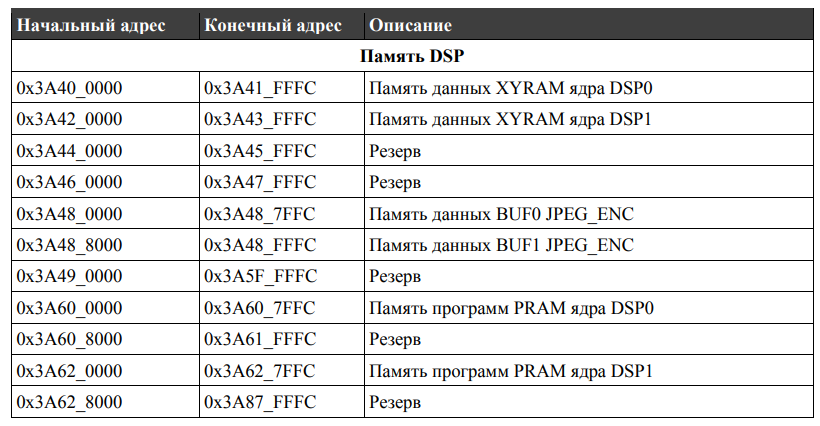 Начальный адрес Конечный адрес Описание
Память DSP
0x3A40_0000 0x3A41_FFFC Память данных XYRAM ядра DSP0
0x3A42_0000 0x3A43_FFFC Память данных XYRAM ядра DSP1
0x3A44_0000 0x3A45_FFFC Резерв
0x3A46_0000 0x3A47_FFFC Резерв
0x3A48_0000 0x3A48_7FFC Память данных BUF0 JPEG_ENC
0x3A48_8000 0x3A48_FFFC Память данных BUF1 JPEG_ENC
0x3A49_0000 0x3A5F_FFFC Резерв
0x3A60_0000 0x3A60_7FFC Память программ PRAM ядра DSP0
0x3A60_8000 0x3A61_FFFC Резерв
0x3A62_0000 0x3A62_7FFC Память программ PRAM ядра DSP1
0x3A62_8000 0x3A87_FFFC Резерв